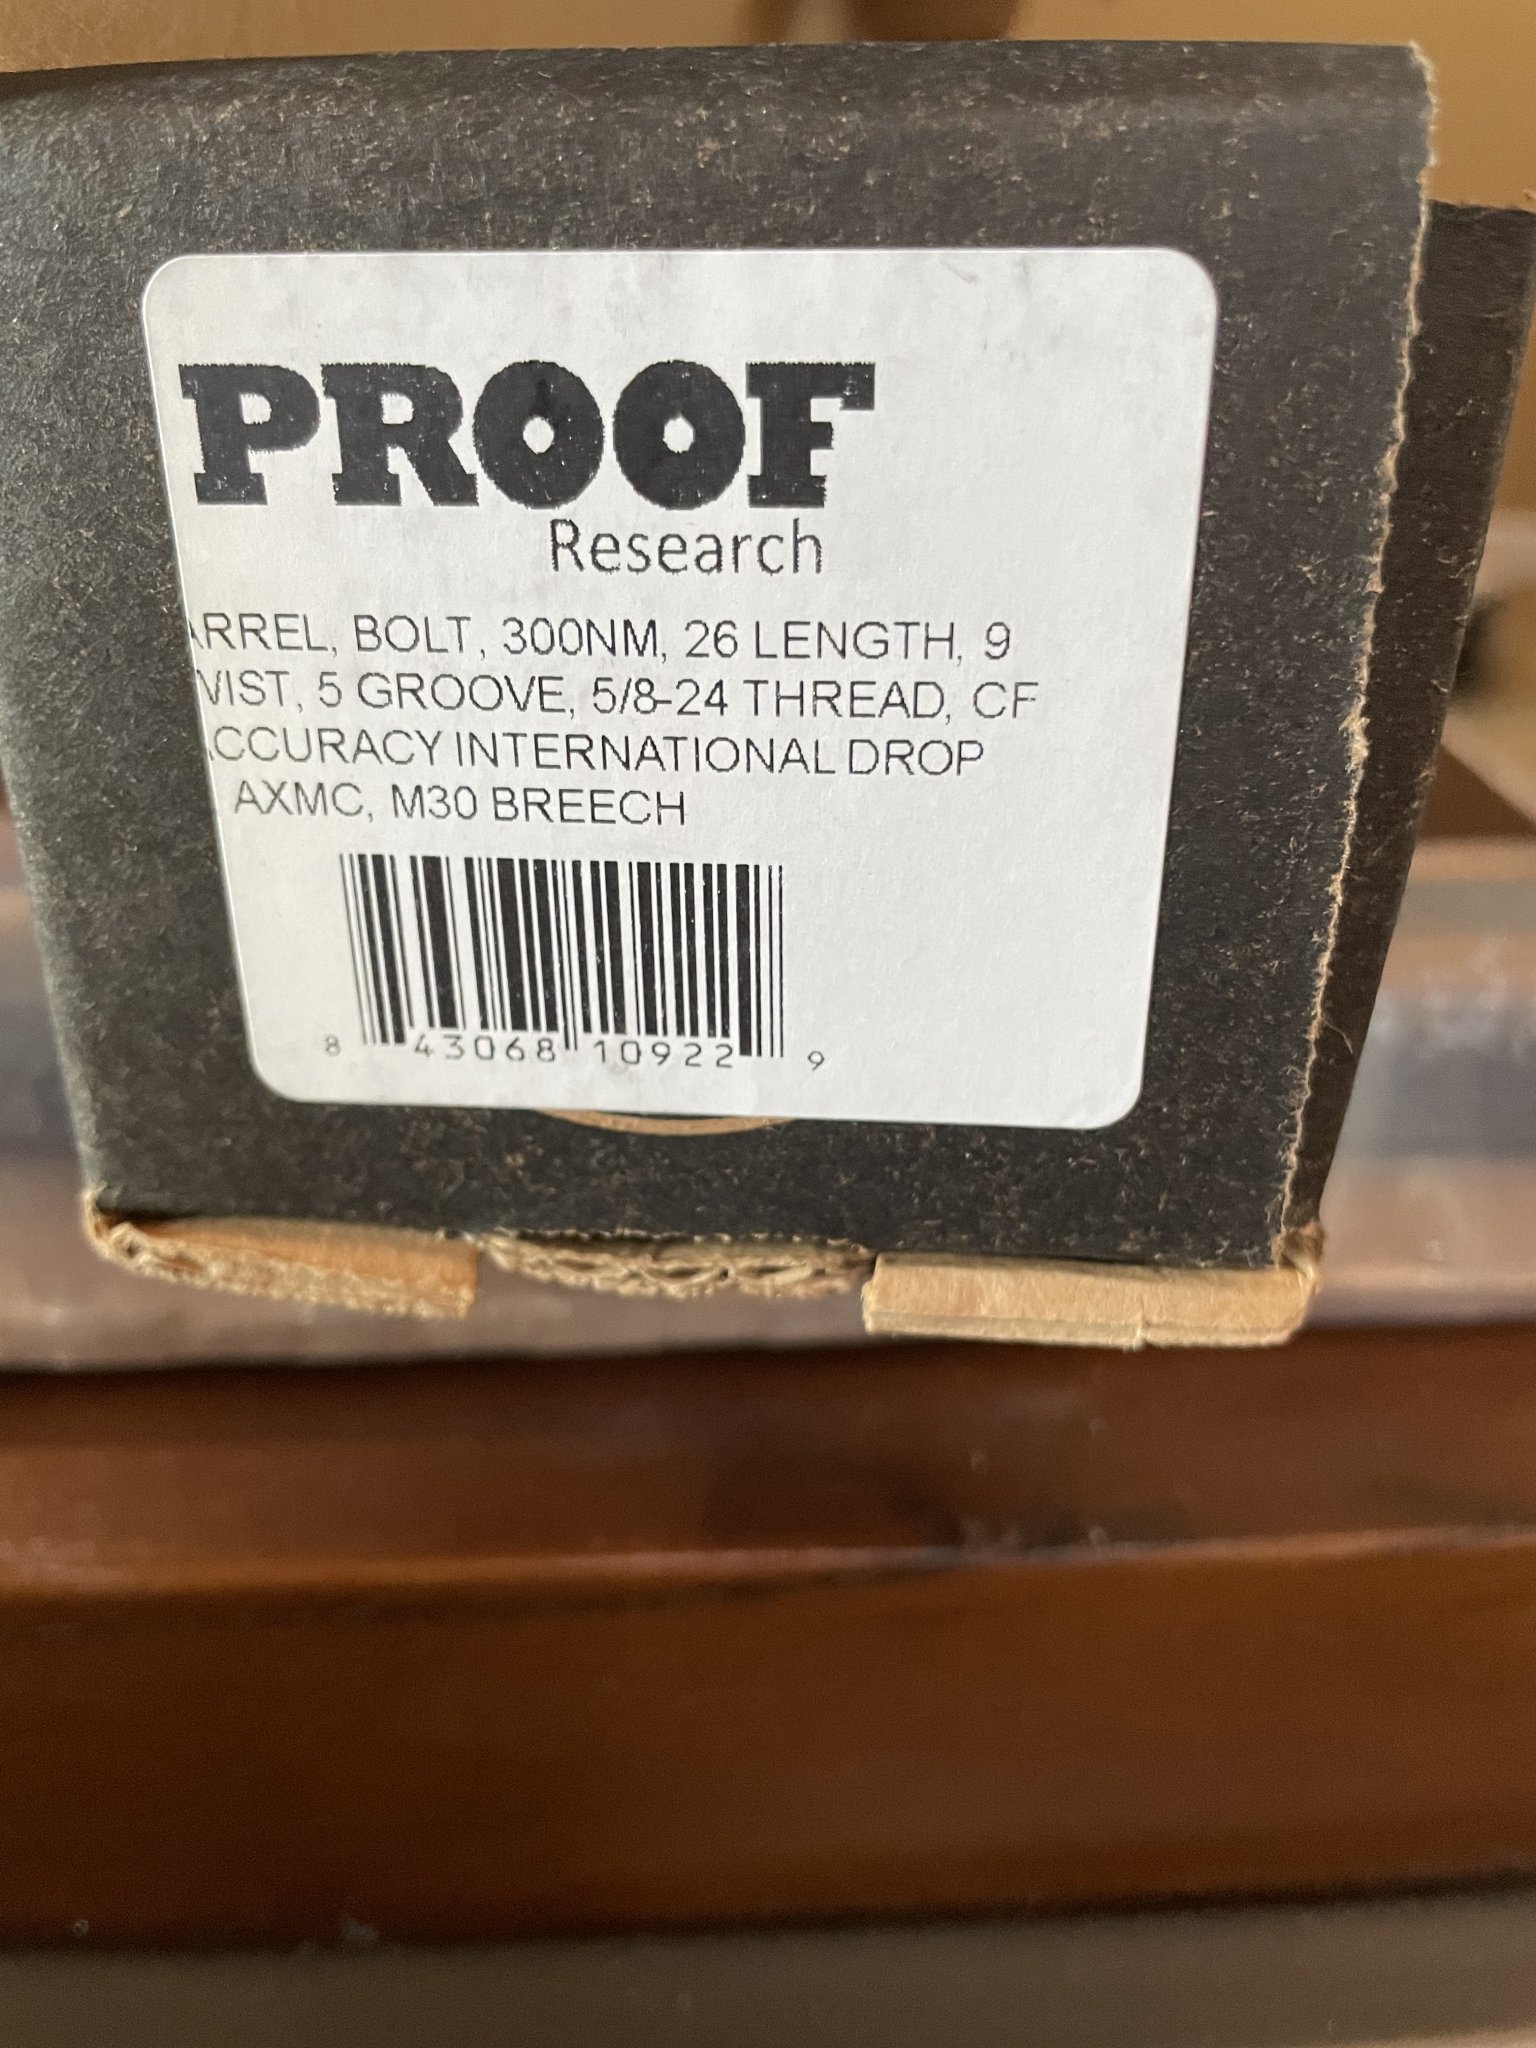 PROOF
Research
ARREL, BOLT, 300NM, 26 LENGTH, 9
WIST, 5 GROOVE, 5/8-24 THREAD, CF
ACCURACY INTERNATIONAL DROP
AXMC, M30 BREECH
8 43068 10922 9